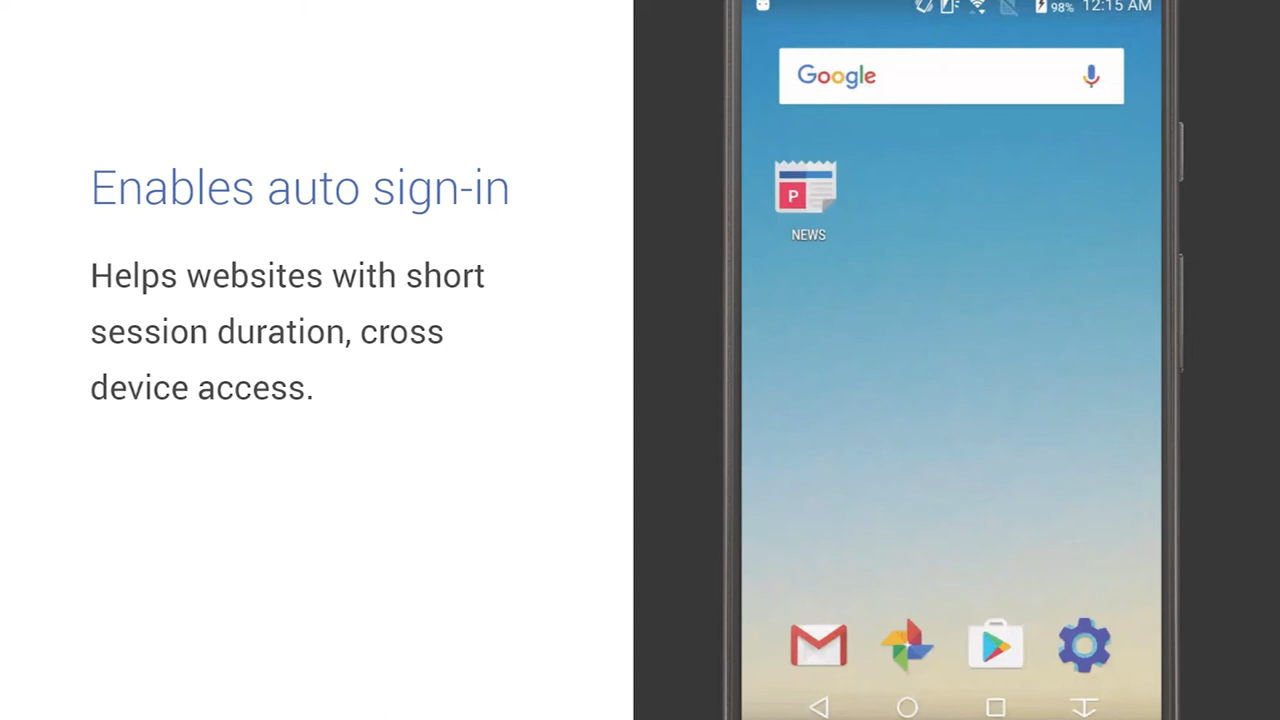 Enables auto sign-in
Helps websites with short
session duration, cross
device access.
98% 12:15 AM
Google
P
NEWS